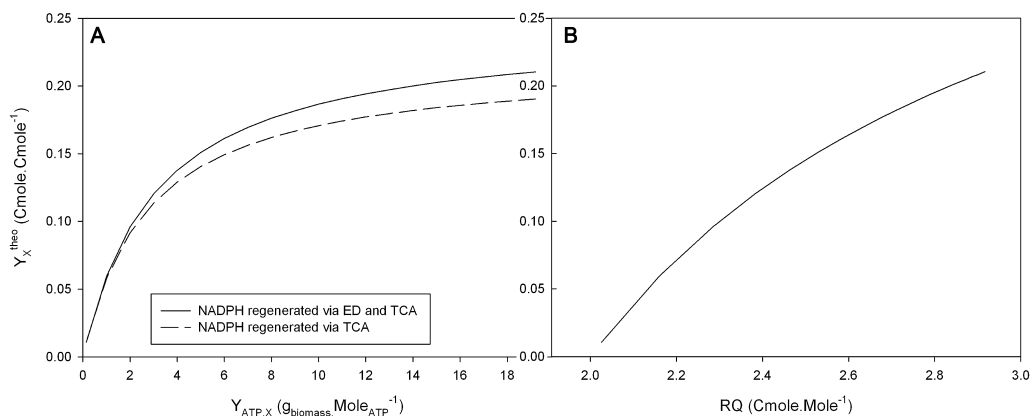 A
0.25
0.20
0.15
0.10
0.05
0.00
Y_X^theo (Cmole.Cmole^-1)
NADPH regenerated via ED and TCA
NADPH regenerated via TCA
0 2 4 6 8 10 12 14 16 18
Y_ATP,X (g_biomass.Mole_ATP^-1)
B
0.25
0.20
0.15
0.10
0.05
0.00
2.0 2.2 2.4 2.6 2.8 3.0
RQ (Cmole.Mole^-1)